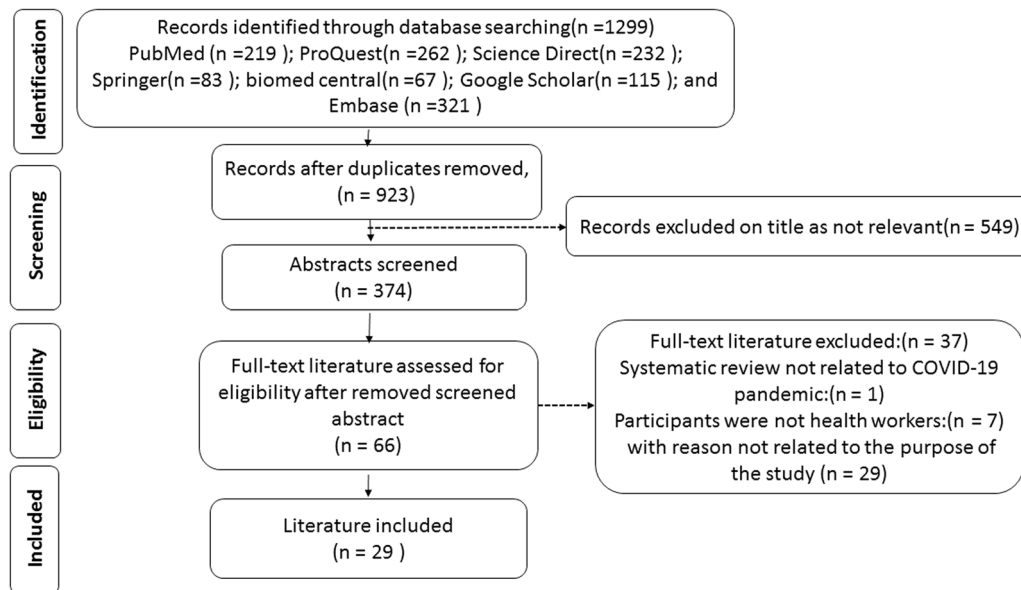 Identification
Records identified through database searching(n =1299)
PubMed (n =219 ); ProQuest(n =262 ); Science Direct(n =232 );
Springer(n =83 ); biomed central(n =67 ); Google Scholar(n =115 ); and
Embase (n =321 )
Screening
Records after duplicates removed,
(n = 923)
Records excluded on title as not relevant(n = 549)
Abstracts screened
(n = 374)
Eligibility
Full-text literature assessed for
eligibility after removed screened
abstract
(n = 66)
Full-text literature excluded:(n = 37)
Systematic review not related to COVID-19
pandemic:(n = 1)
Participants were not health workers:(n = 7)
with reason not related to the purpose of
the study (n = 29)
Included
Literature included
(n = 29 )